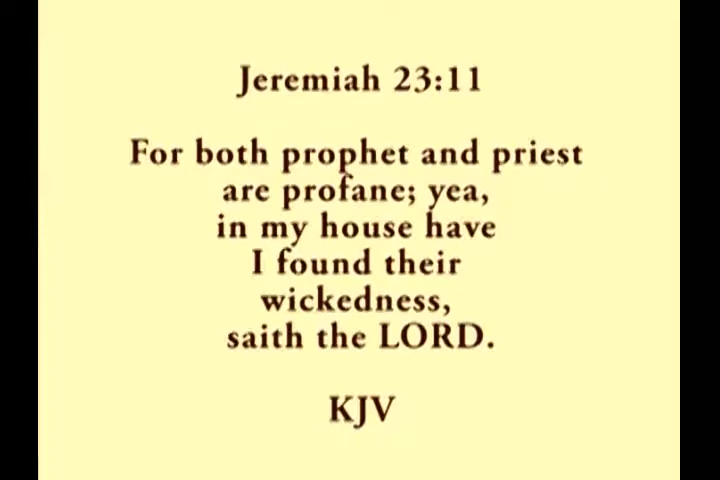 Jeremiah 23:11
For both prophet and priest
are profane; yea,
in my house have
I found their
wickedness,
saith the LORD.
KJV